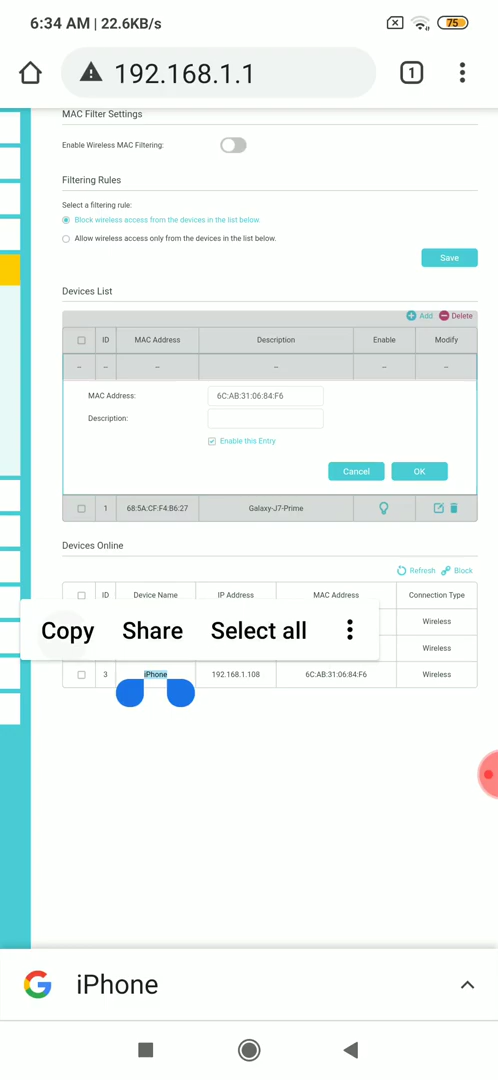 6:34 AM | 22.6KB/s
75
192.168.1.1
1
MAC Filter Settings
Enable Wireless MAC Filtering:
Filtering Rules
Select a filtering rule:
Block wireless access from the devices in the list below.
Allow wireless access only from the devices in the list below.
Save
Devices List
Add Delete
ID MAC Address Description Enable Modify
-- -- -- -- -- --
MAC Address: 6C:AB:31:06:84:F6
Description:
Enable this Entry
Cancel OK
1 68:5A:CF:F4:B6:27 Galaxy-J7-Prime
Devices Online
Refresh Block
ID Device Name IP Address MAC Address Connection Type
Wireless
Copy Share Select all
Wireless
3 iPhone 192.168.1.108 6C:AB:31:06:84:F6 Wireless
iPhone